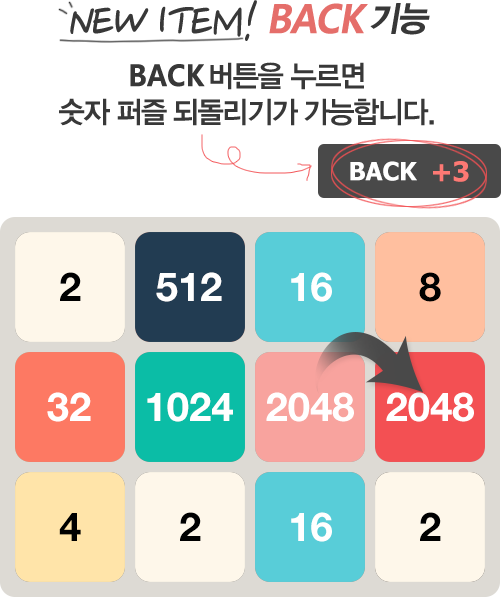 NEW ITEM! BACK 기능
BACK 버튼을 누르면
숫자 퍼즐 되돌리기가 가능합니다.
BACK +3
2 512 16 8
32 1024 2048 2048
4 2 16 2